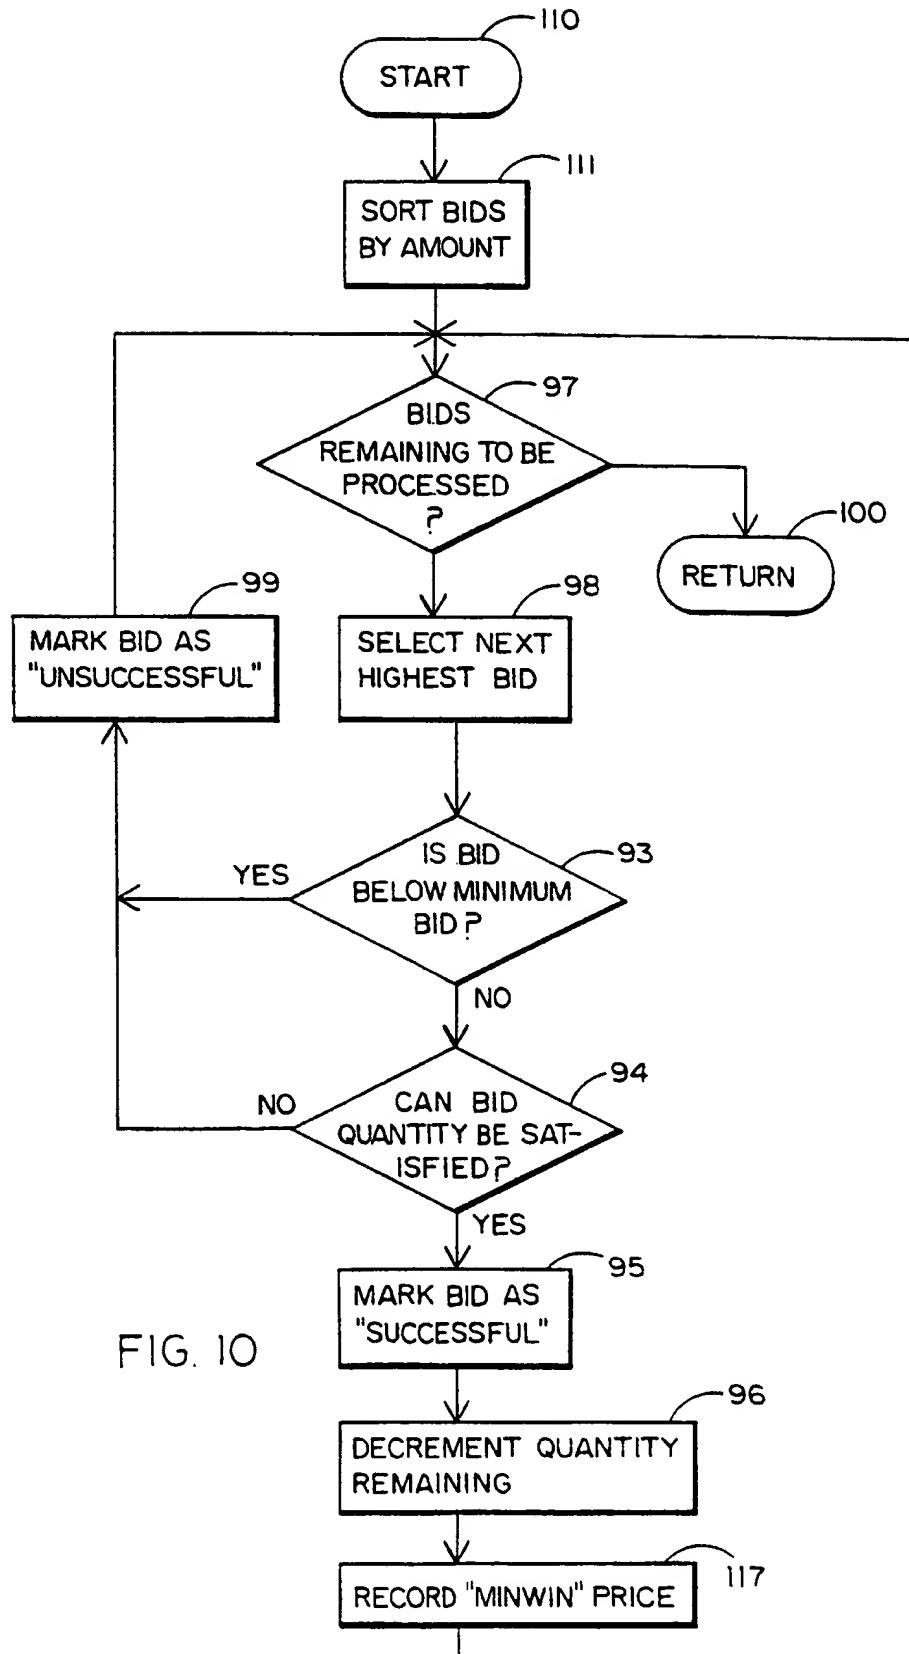 110
START
111
SORT BIDS
BY AMOUNT
97
BIDS
REMAINING TO BE
PROCESSED
?
100
RETURN
99
MARK BID AS
"UNSUCCESSFUL"
98
SELECT NEXT
HIGHEST BID
93
IS BID
BELOW MINIMUM
BID?
YES
NO
94
CAN BID
QUANTITY BE SAT-
ISFIED?
NO
YES
95
MARK BID AS
"SUCCESSFUL"
FIG. 10
96
DECREMENT QUANTITY
REMAINING
117
RECORD "MINWIN" PRICE